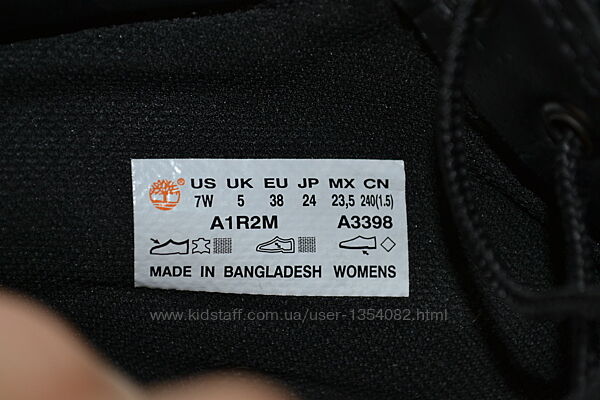 US UK EU JP MX CN
7W 5 38 24 23,5 240(1.5)
A1R2M A3398
MADE IN BANGLADESH WOMENS
www.kidstaff.com.ua/user-1354082.html